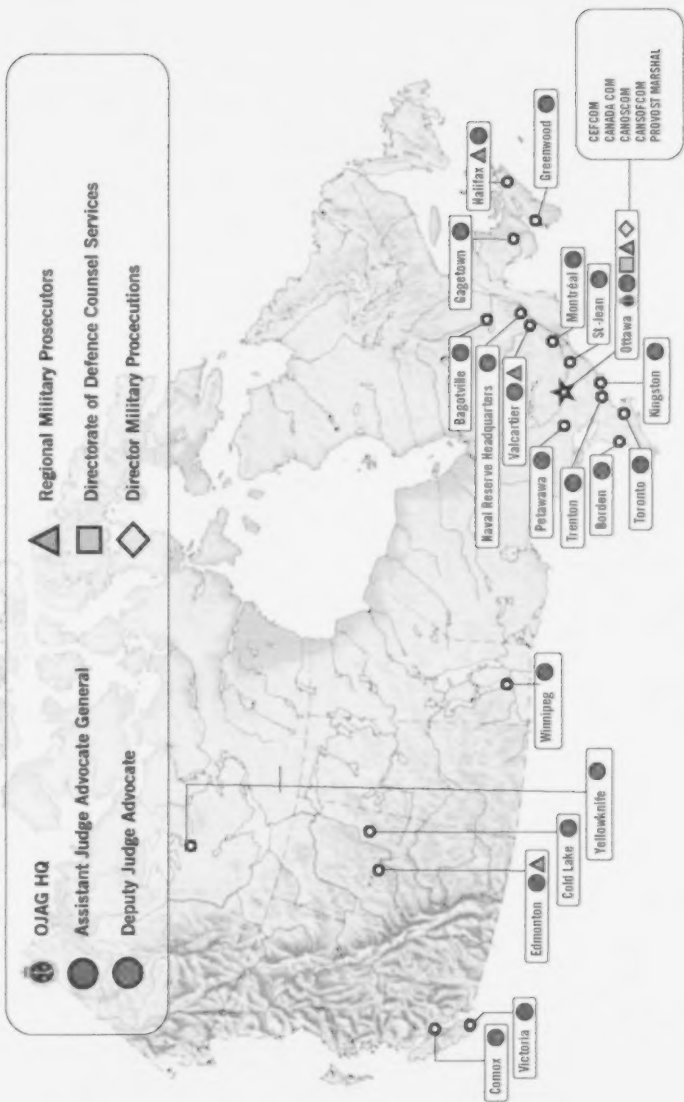 OJAG HQ
Assistant Judge Advocate General
Deputy Judge Advocate
Regional Military Prosecutors
Directorate of Defence Counsel Services
Director Military Procecutions
Comox
Victoria
Edmonton
Cold Lake
Yellowknife
Winnipeg
Bagotville
Naval Reserve Headquarters
Valcartier
Petawawa
Trenton
Borden
Toronto
Kingston
Gagetown
Halifax
Greenwood
Montréal
St-Jean
Ottawa
CEFCOM
CANADA COM
CANOSCOM
CANSOFCOM
PROVOST MARSHAL